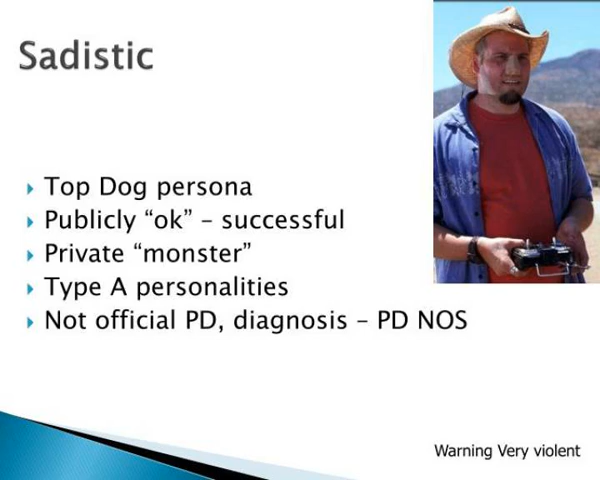 Sadistic
Top Dog persona
Publicly “ok” – successful
Private “monster”
Type A personalities
Not official PD, diagnosis – PD NOS
Warning Very violent